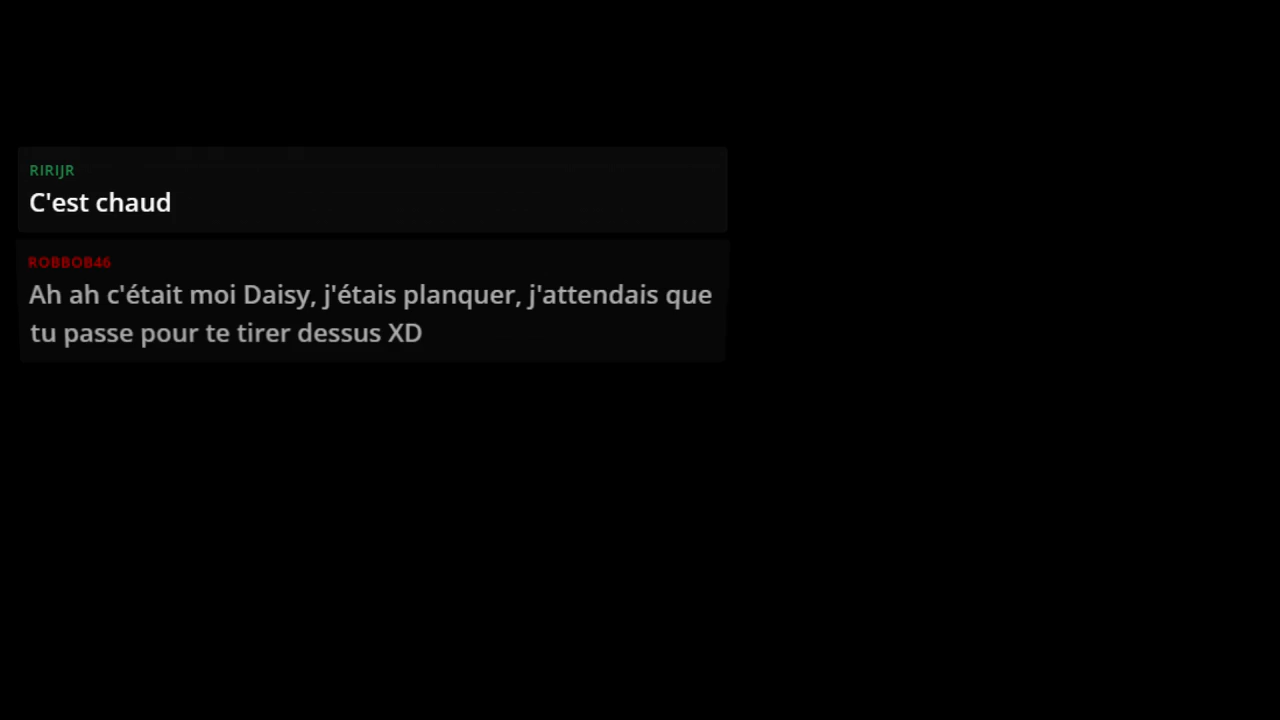 RIRIJR
C'est chaud
ROBBOB46
Ah ah c'était moi Daisy, j'étais planquer, j'attendais que
tu passe pour te tirer dessus XD